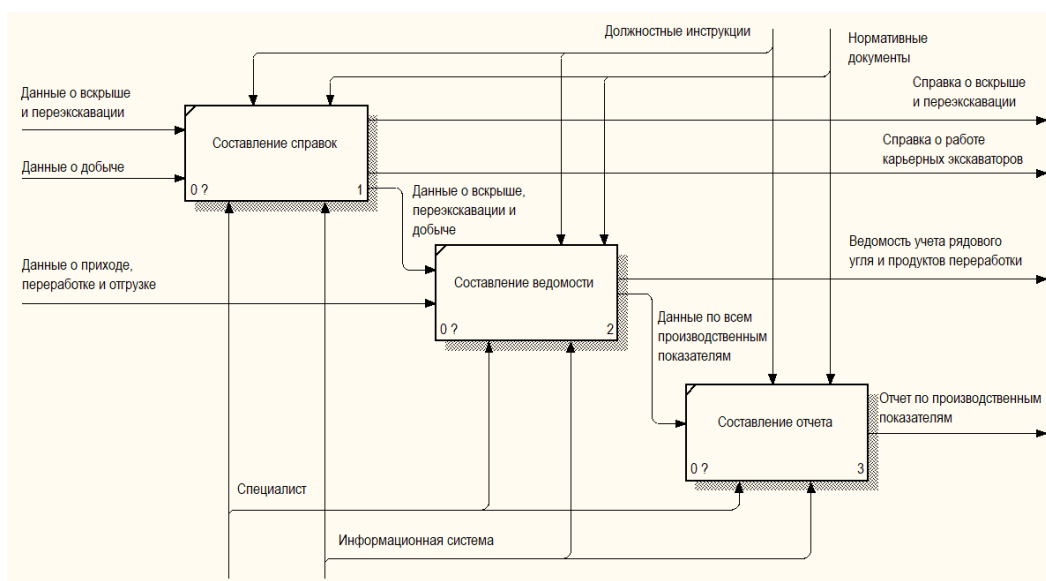 Должностные инструкции
Нормативные
документы
Данные о вскрыше
и переэкскавации
Справка о вскрыше
и переэкскавации
Составление справок
Справка о работе
карьерных экскаваторов
Данные о добыче
0 ?
1
Данные о вскрыше,
переэкскавации и
добыче
Ведомость учета рядового
угля и продуктов переработки
Данные о приходе,
переработке и отгрузке
Составление ведомости
0 ?
2
Данные по всем
производственным
показателям
Отчет по производственным
показателям
Составление отчета
0 ?
3
Специалист
Информационная система